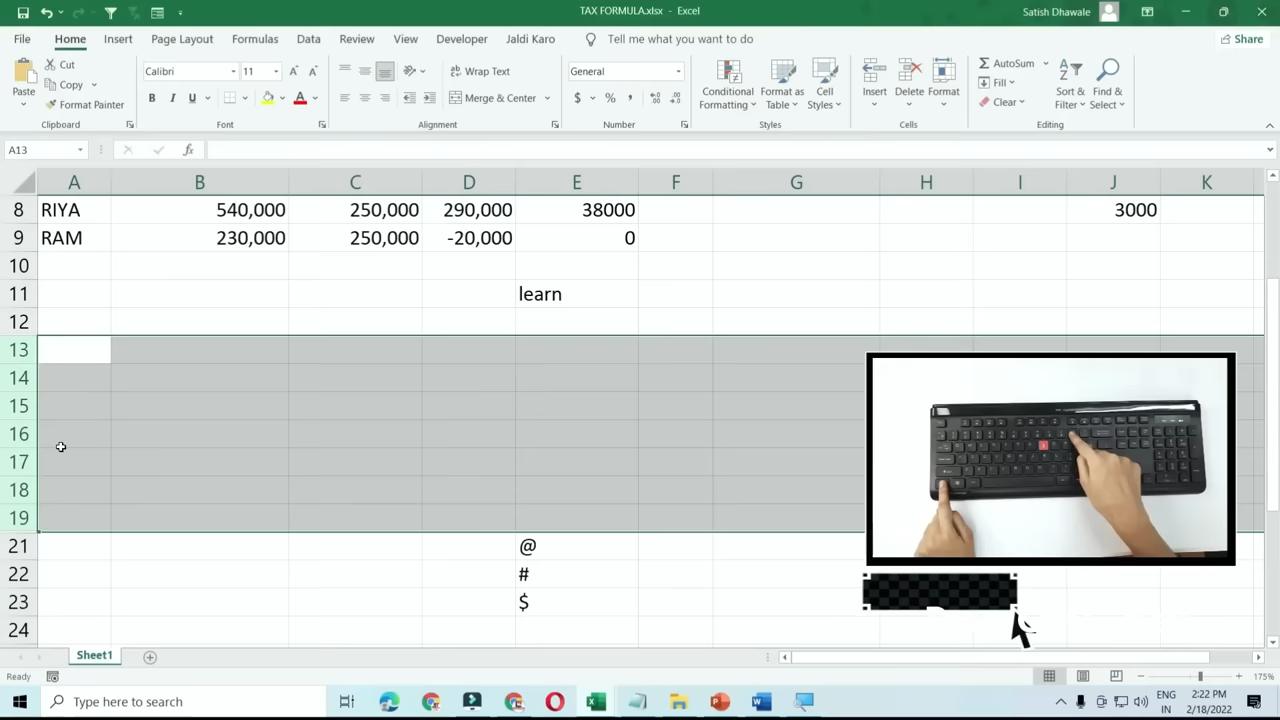 TAX FORMULA.xlsx - Excel
Satish Dhawale
File Home Insert Page Layout Formulas Data Review View Developer Jaldi Karo Tell me what you want to do Share
Paste
Cut
Copy
Format Painter
Clipboard
Calibri 11
B I U A
Font
Wrap Text
Merge & Center
Alignment
General
$ % ,
Number
Conditional Formatting
Format as Table
Cell Styles
Styles
Insert Delete Format
Cells
AutoSum
Fill
Clear
Sort & Filter
Find & Select
Editing
A13 fx
A B C D E F G H I J K
8 RIYA 540,000 250,000 290,000 38000 3000
9 RAM 230,000 250,000 -20,000 0
10
11 learn
12
13
14
15
16
17
18
19
21 @
22 #
23 $
24
Sheet1
Ready 175%
Type here to search
ENG
IN
2:22 PM
2/18/2022